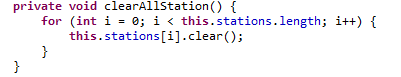 private void clearAllStation() {
    for (int i = 0; i < this.stations.length; i++) {
        this.stations[i].clear();
    }
}